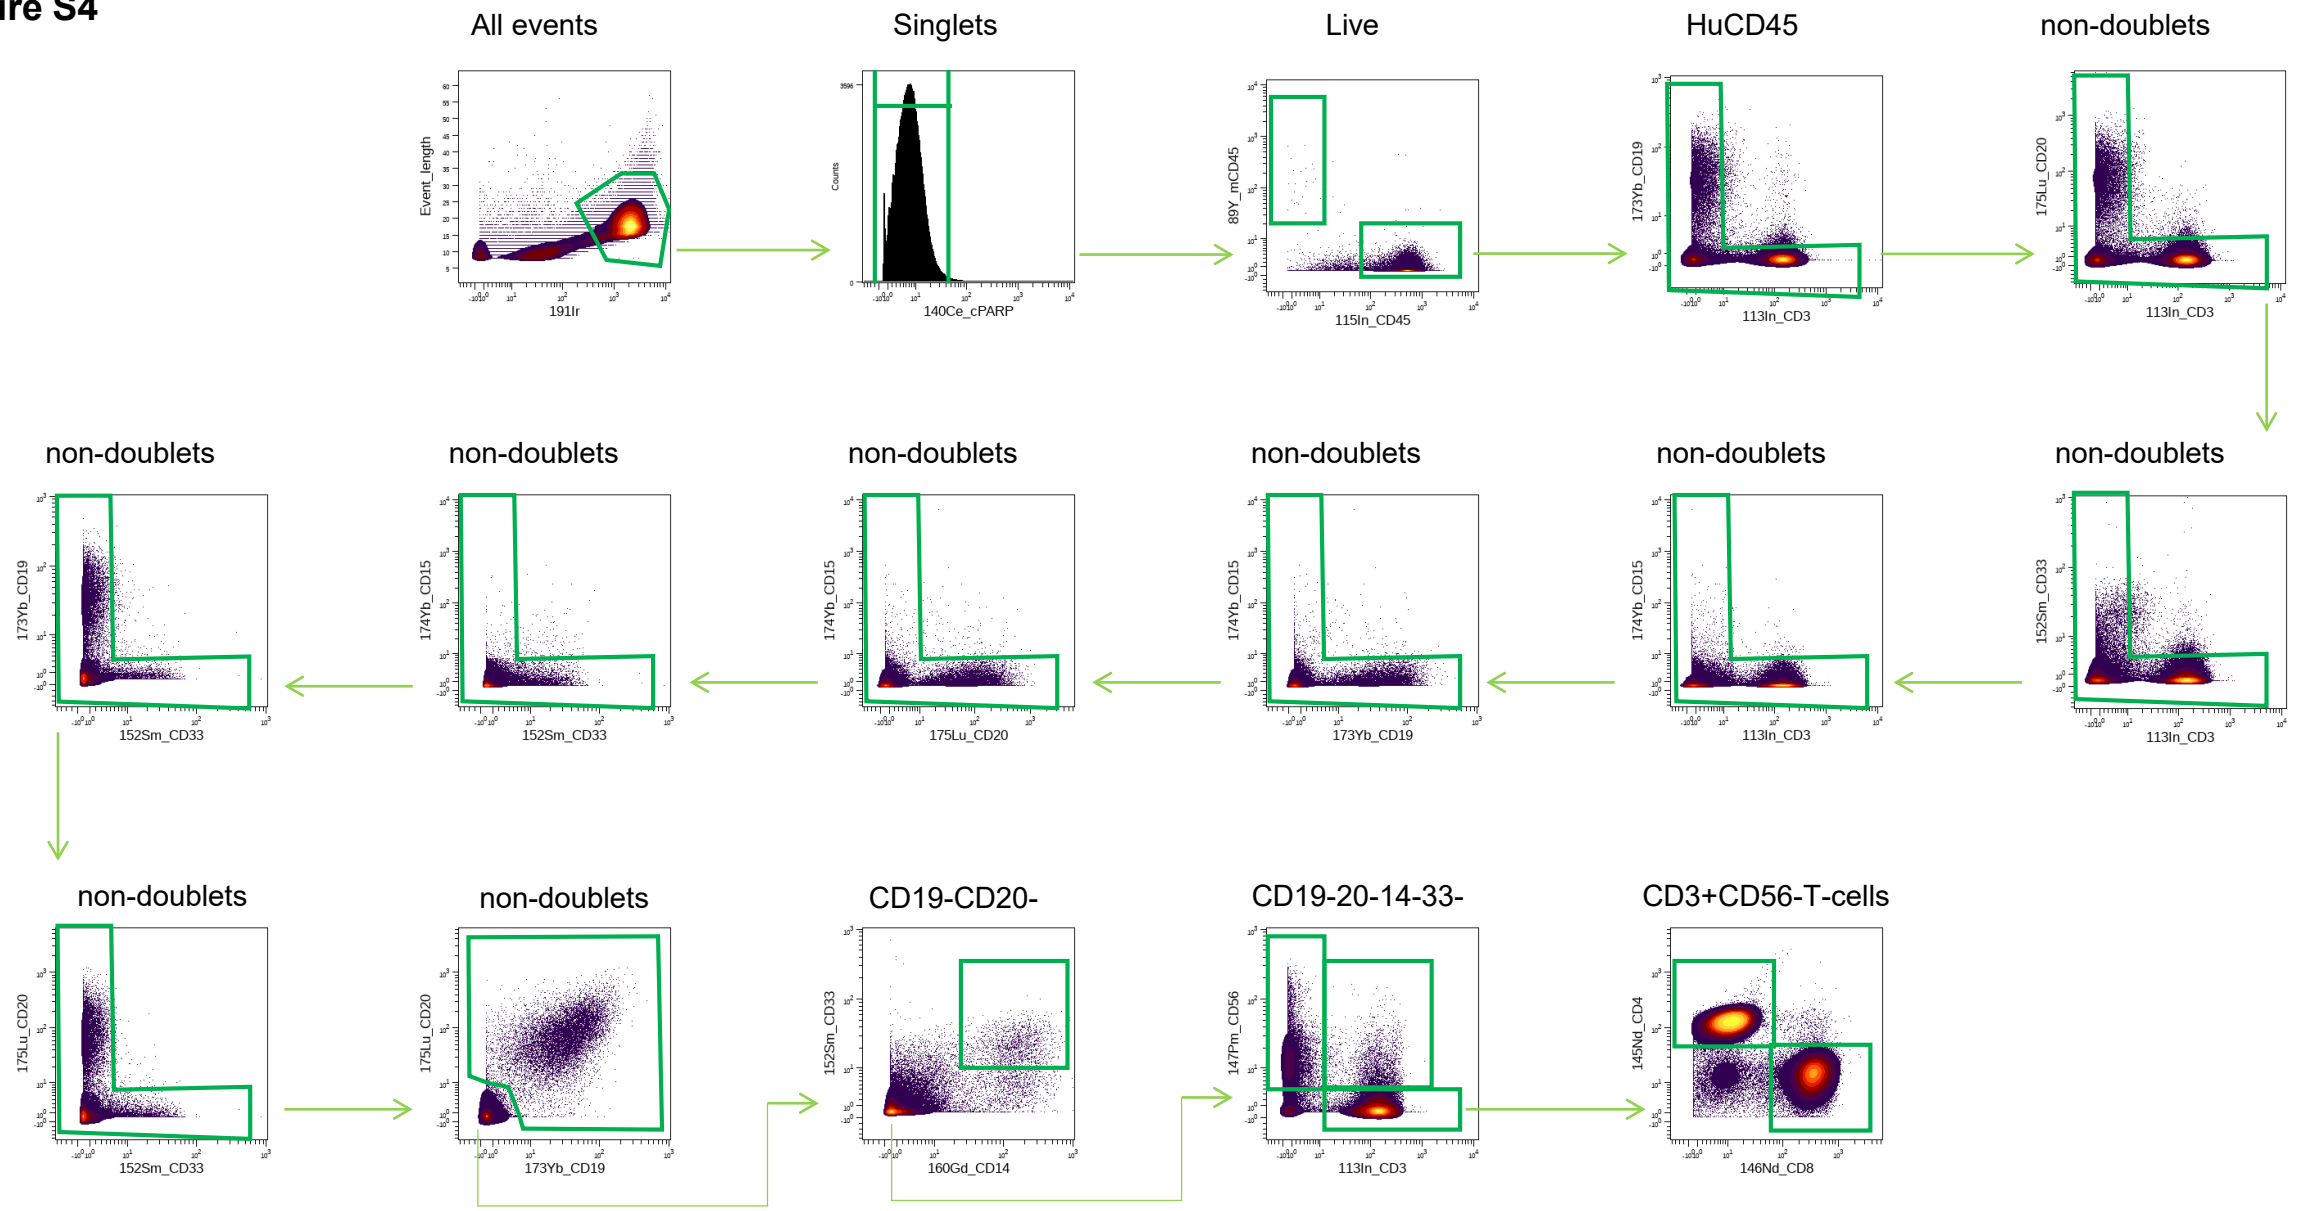 ire S4
All events
Singlets
Live
HuCD45
non-doublets
Event_length
191Ir
Counts
3596
0
140Ce_cPARP
89Y_mCD45
115In_CD45
173Yb_CD19
113In_CD3
175Lu_CD20
113In_CD3
non-doublets
non-doublets
non-doublets
non-doublets
non-doublets
non-doublets
173Yb_CD19
152Sm_CD33
174Yb_CD15
152Sm_CD33
174Yb_CD15
175Lu_CD20
174Yb_CD15
173Yb_CD19
174Yb_CD15
113In_CD3
152Sm_CD33
113In_CD3
non-doublets
non-doublets
CD19-CD20-
CD19-20-14-33-
CD3+CD56-T-cells
175Lu_CD20
152Sm_CD33
175Lu_CD20
173Yb_CD19
152Sm_CD33
160Gd_CD14
147Pm_CD56
113In_CD3
145Nd_CD4
146Nd_CD8